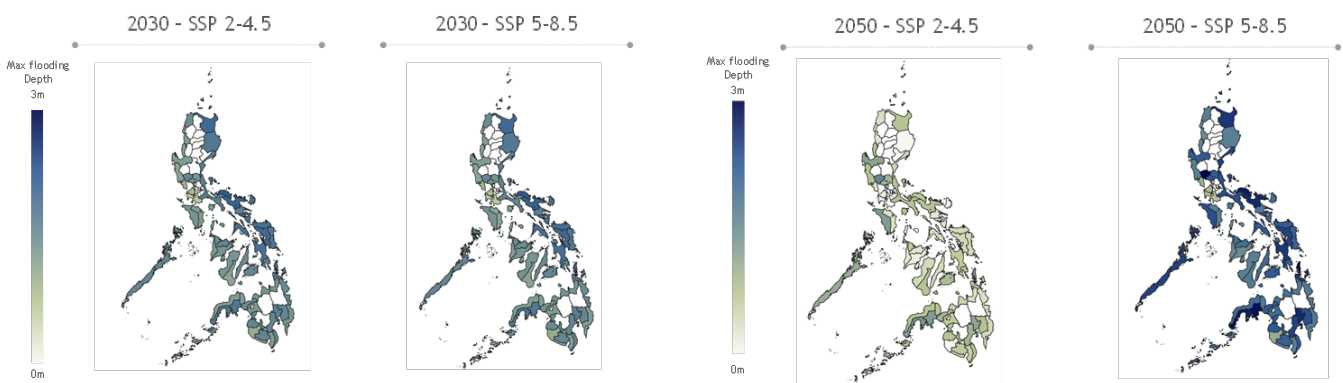 2030 - SSP 2-4.5
2030 - SSP 5-8.5
2050 - SSP 2-4.5
2050 - SSP 5-8.5
Max flooding
Depth
3m
0m
Max flooding
Depth
3m
0m